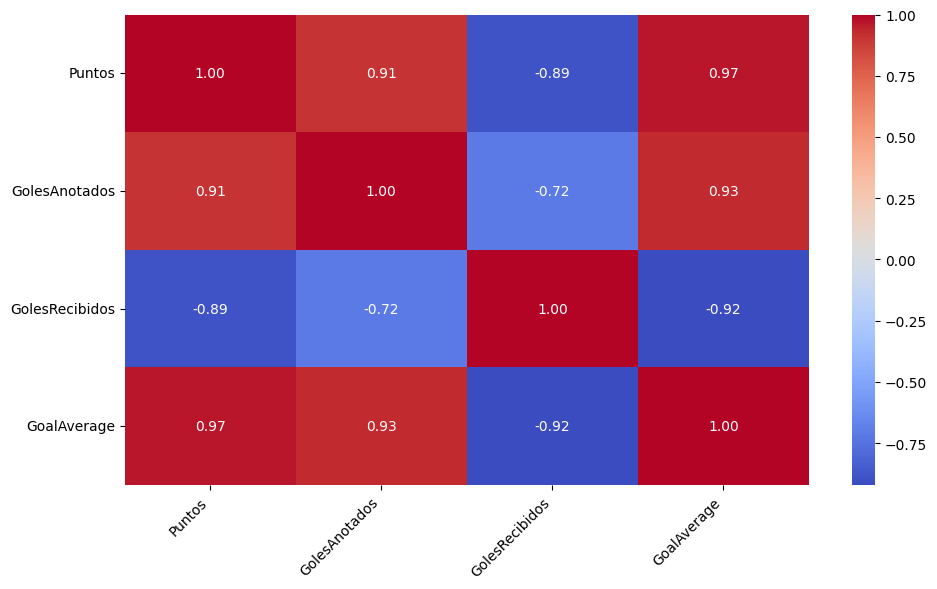 Puntos 1.00 0.91 -0.89 0.97
GolesAnotados 0.91 1.00 -0.72 0.93
GolesRecibidos -0.89 -0.72 1.00 -0.92
GoalAverage 0.97 0.93 -0.92 1.00
Puntos GolesAnotados GolesRecibidos GoalAverage
1.00
0.75
0.50
0.25
0.00
−0.25
−0.50
−0.75